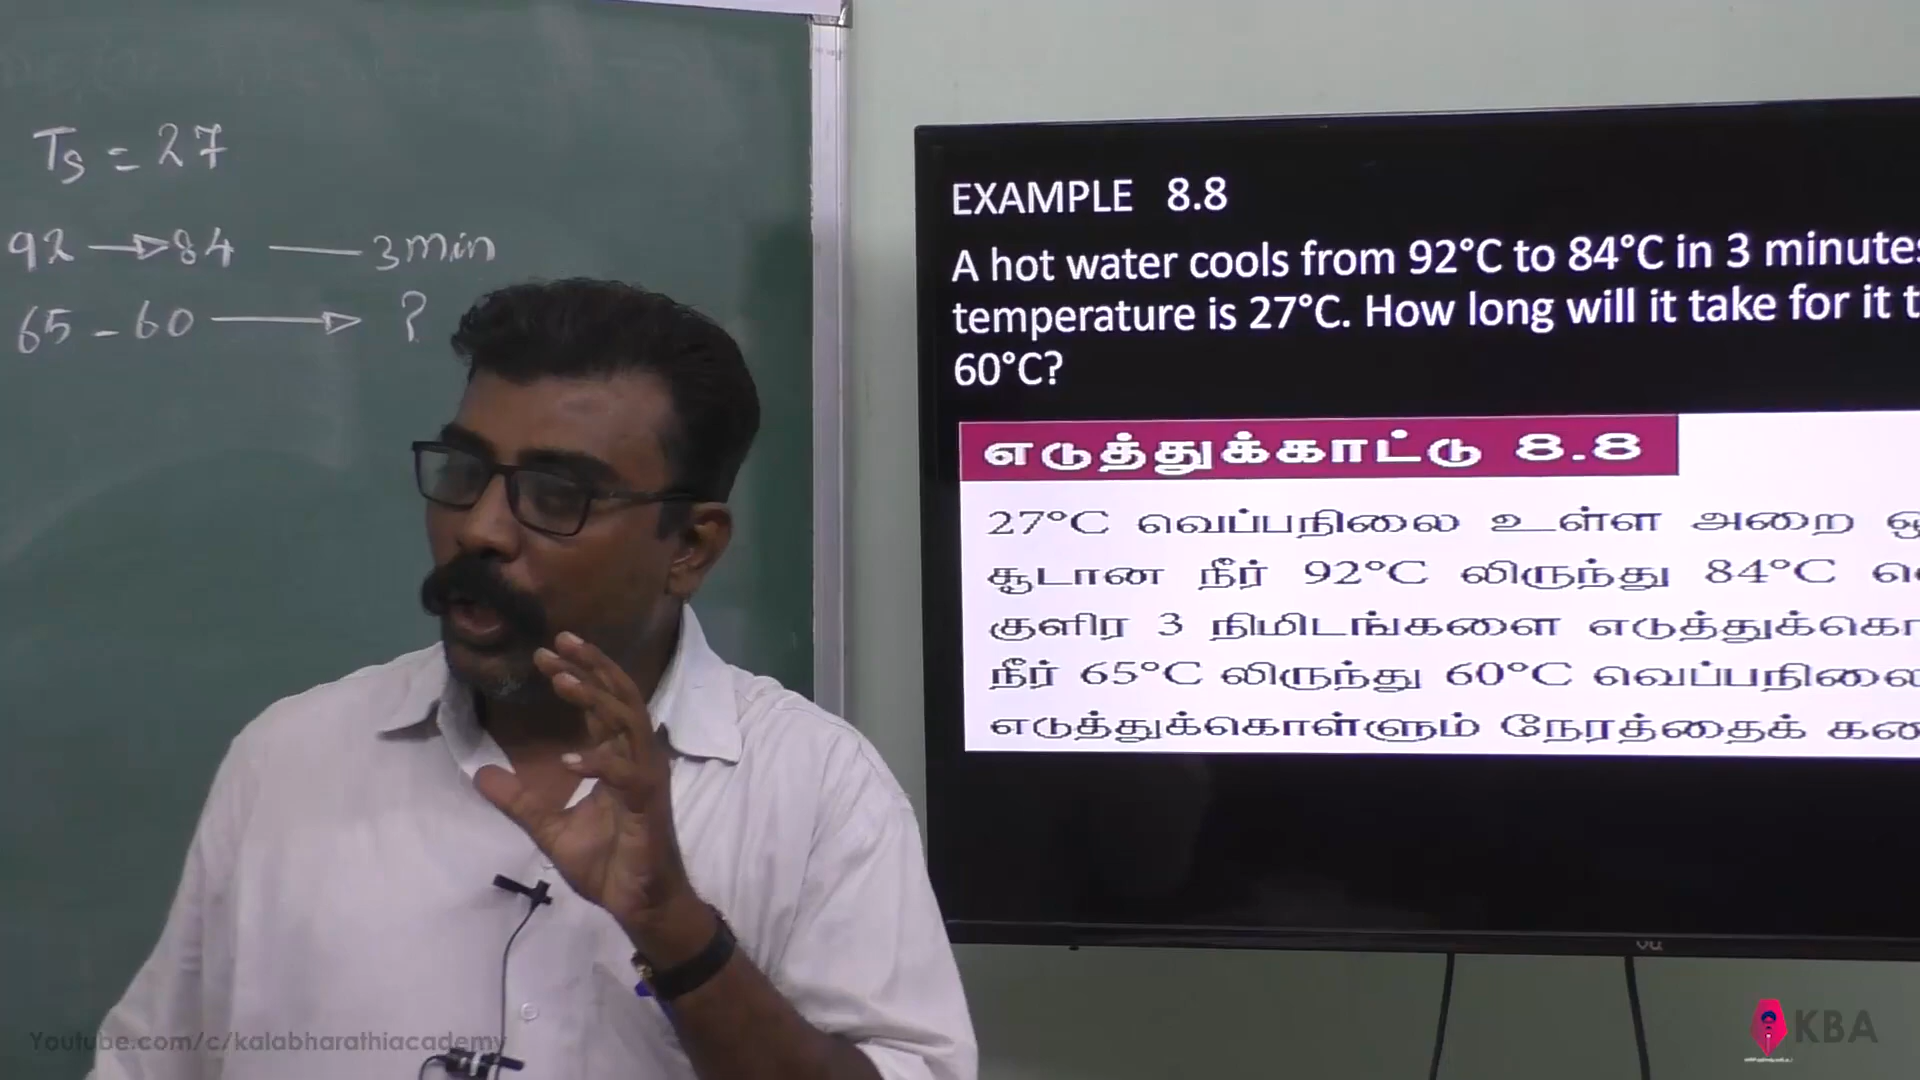 Ts = 27
92 → 84 — 3 min
65 - 60 → ?
EXAMPLE 8.8
A hot water cools from 92°C to 84°C in 3 minutes
temperature is 27°C. How long will it take for it
60°C?
எடுத்துக்காட்டு 8.8
27°C வெப்பநிலை உள்ள அறை
சூடான நீர் 92°C லிருந்து 84°C
குளிர 3 நிமிடங்களை
நீர் 65°C லிருந்து 60°C வெப்பநிலை
எடுத்துக்கொள்ளும் நேரத்தைக்
vu
Youtube.com/c/kalabharathiacademy
KBA